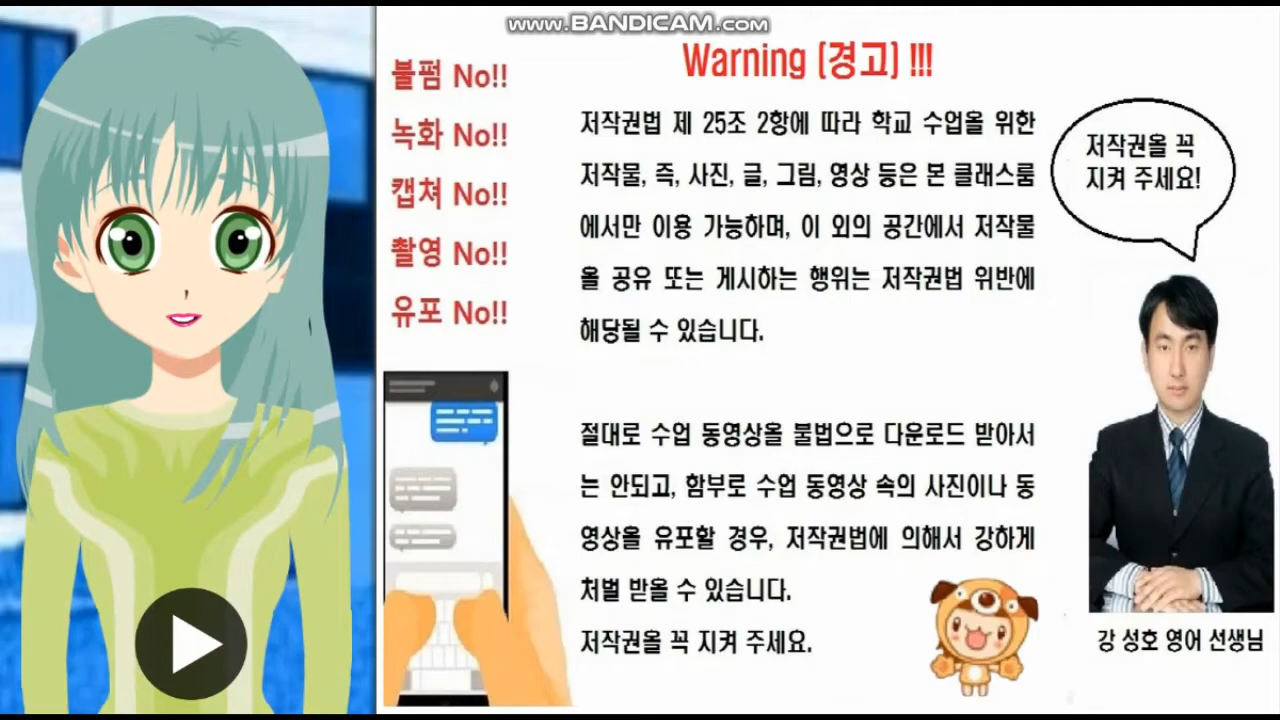 www.BANDICAM.com
Warning (경고) !!!
불펌 No!!
녹화 No!!
캡쳐 No!!
촬영 No!!
유포 No!!
저작권법 제 25조 2항에 따라 학교 수업을 위한
저작물, 즉, 사진, 글, 그림, 영상 등은 본 클래스룸
에서만 이용 가능하며, 이 외의 공간에서 저작물
을 공유 또는 게시하는 행위는 저작권법 위반에
해당될 수 있습니다.
절대로 수업 동영상을 불법으로 다운로드 받아서
는 안되고, 함부로 수업 동영상 속의 사진이나 동
영상을 유포할 경우, 저작권법에 의해서 강하게
처벌 받을 수 있습니다.
저작권을 꼭 지켜 주세요.
저작권을 꼭
지켜 주세요!
강 성호 영어 선생님